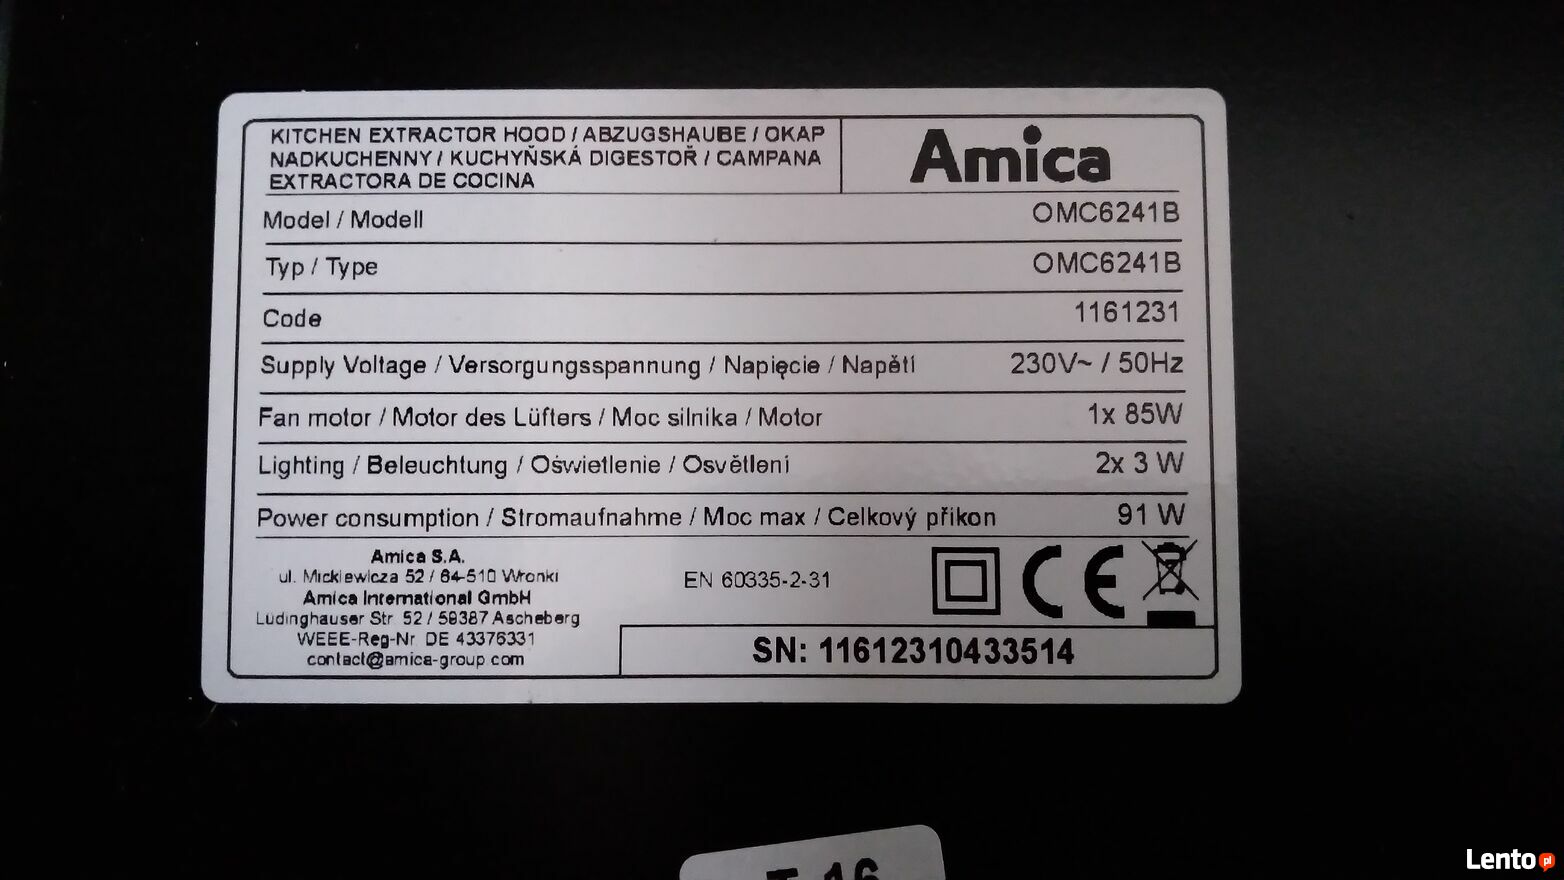 KITCHEN EXTRACTOR HOOD / ABZUGSHAUBE / OKAP
NADKUCHENNY / KUCHYŇSKÁ DIGESTOŘ / CAMPANA
EXTRACTORA DE COCINA
Amica
Model / Modell OMC6241B
Typ / Type OMC6241B
Code 1161231
Supply Voltage / Versorgungsspannung / Napięcie / Napětí 230V~ / 50Hz
Fan motor / Motor des Lüfters / Moc silnika / Motor 1x 85W
Lighting / Beleuchtung / Oświetlenie / Osvětlení 2x 3 W
Power consumption / Stromaufnahme / Moc max / Celkový příkon 91 W
Amica S.A.
ul. Mickiewicza 52 / 64-510 Wronki
Amica International GmbH
Lüdinghauser Str. 52 / 59387 Ascheberg
WEEE-Reg-Nr. DE 43376331
contact@amica-group.com
EN 60335-2-31
CE
SN: 11612310433514
T 16
Lento.pl